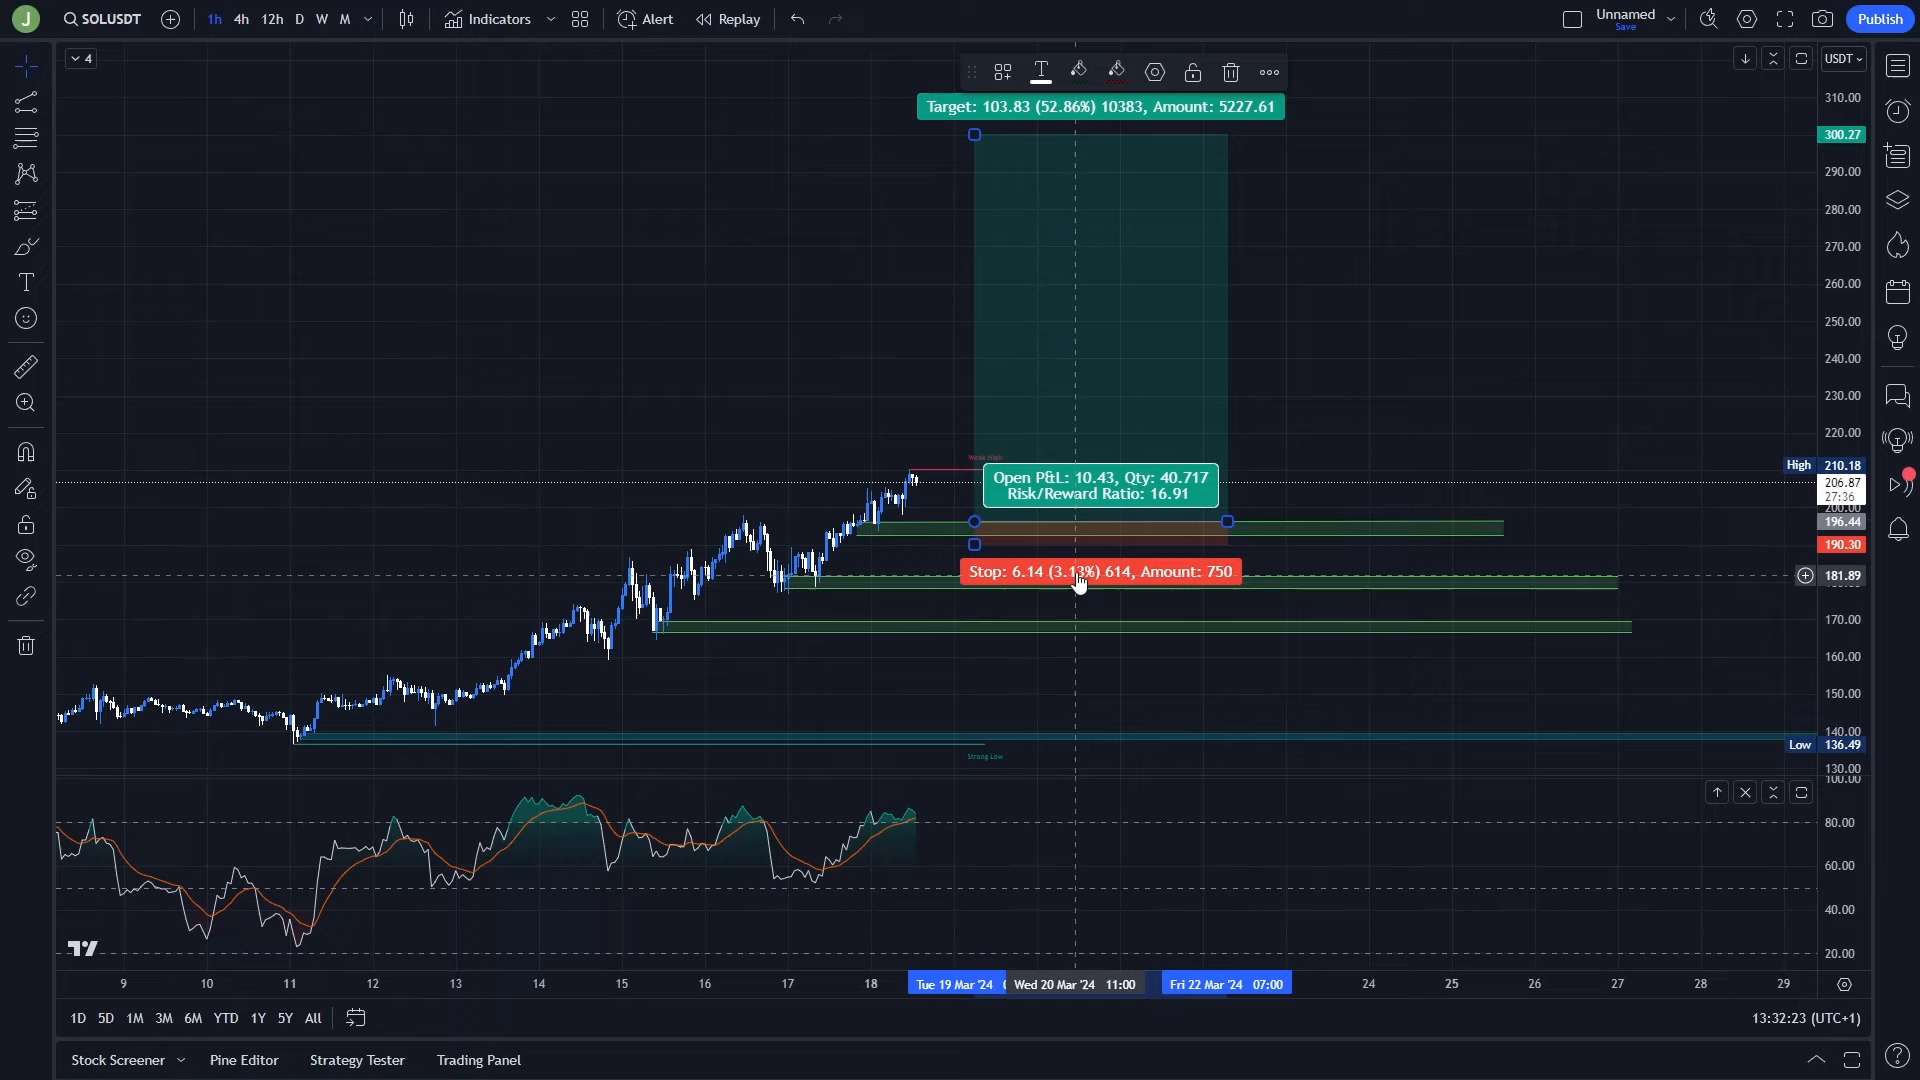 J
SOLUSDT
1h 4h 12h D W M
Indicators
Alert
Replay
Unnamed
Save
Publish
4
USDT
Target: 103.83 (52.86%) 10383, Amount: 5227.61
310.00
300.27
290.00
280.00
270.00
260.00
250.00
240.00
230.00
220.00
Weak High
High 210.18
Open P&L: 10.43, Qty: 40.717
Risk/Reward Ratio: 16.91
206.87
27:36
200.00
196.44
190.30
Stop: 6.14 (3.13%) 614, Amount: 750
181.89
170.00
160.00
150.00
140.00
Low 136.49
Strong Low
130.00
100.00
80.00
60.00
40.00
20.00
9 10 11 12 13 14 15 16 17 18 Tue 19 Mar '24 Wed 20 Mar '24 11:00 Fri 22 Mar '24 07:00 24 25 26 27 28 29
1D 5D 1M 3M 6M YTD 1Y 5Y All
13:32:23 (UTC+1)
Stock Screener Pine Editor Strategy Tester Trading Panel